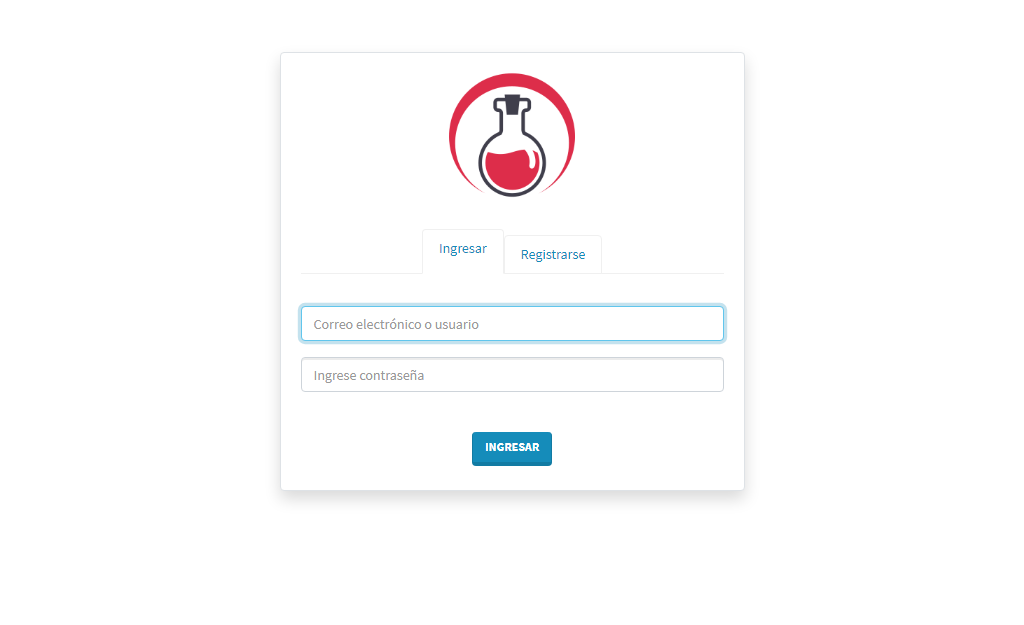 Ingresar
Registrarse
Correo electrónico o usuario
Ingrese contraseña
INGRESAR